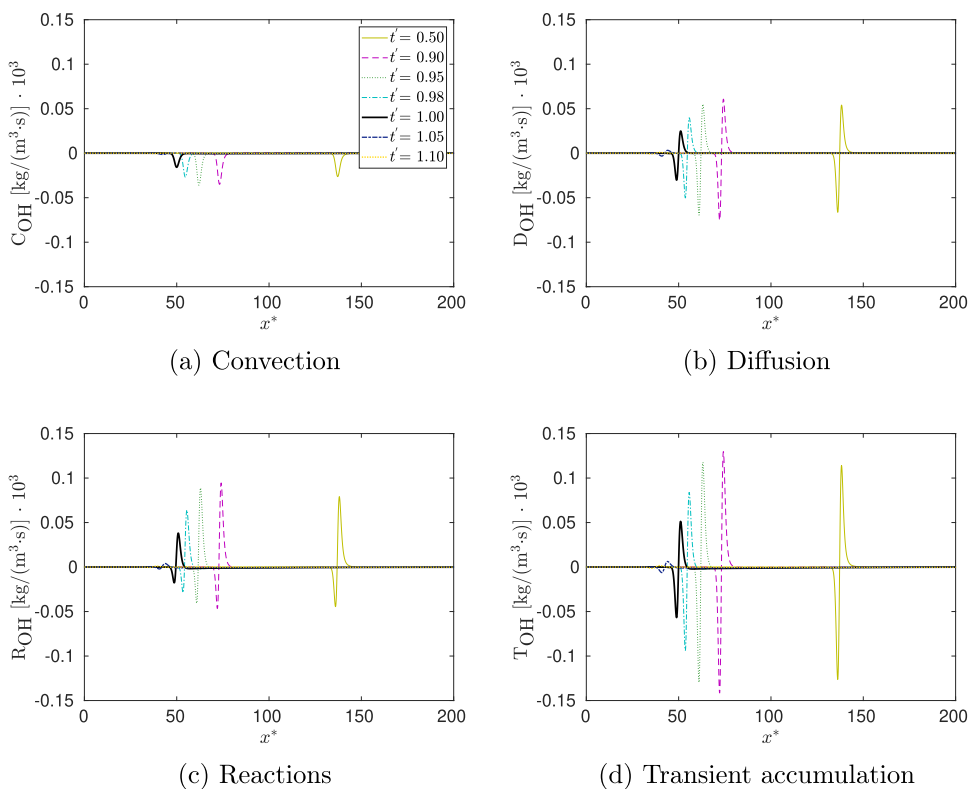 0.15
0.1
0.05
0
-0.05
-0.1
-0.15
C_OH [kg/(m³·s)] · 10³
t′ = 0.50
t′ = 0.90
t′ = 0.95
t′ = 0.98
t′ = 1.00
t′ = 1.05
t′ = 1.10
0 50 100 150 200
x*
(a) Convection
0.15
0.1
0.05
0
-0.05
-0.1
-0.15
D_OH [kg/(m³·s)] · 10³
0 50 100 150 200
x*
(b) Diffusion
0.15
0.1
0.05
0
-0.05
-0.1
-0.15
R_OH [kg/(m³·s)] · 10³
0 50 100 150 200
x*
(c) Reactions
0.15
0.1
0.05
0
-0.05
-0.1
-0.15
T_OH [kg/(m³·s)] · 10³
0 50 100 150 200
x*
(d) Transient accumulation